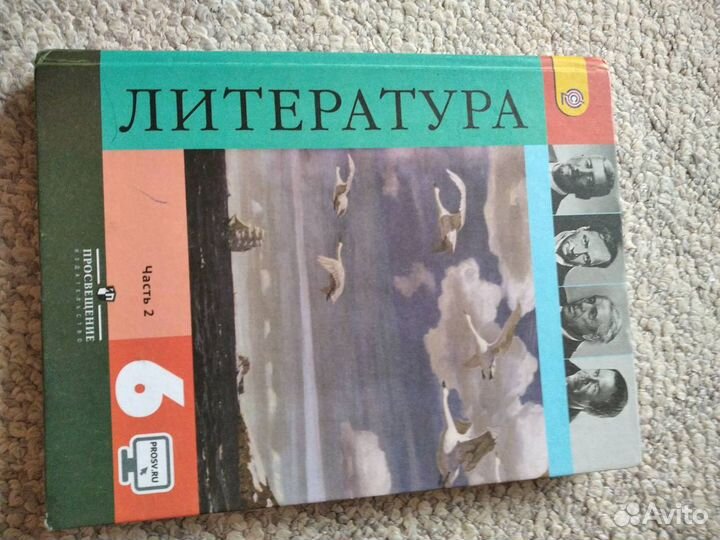 ЛИТЕРАТУРА
Часть 2
6
ПРОСВЕЩЕНИЕ
ИЗДАТЕЛЬСТВО
PROSV.RU
Avito